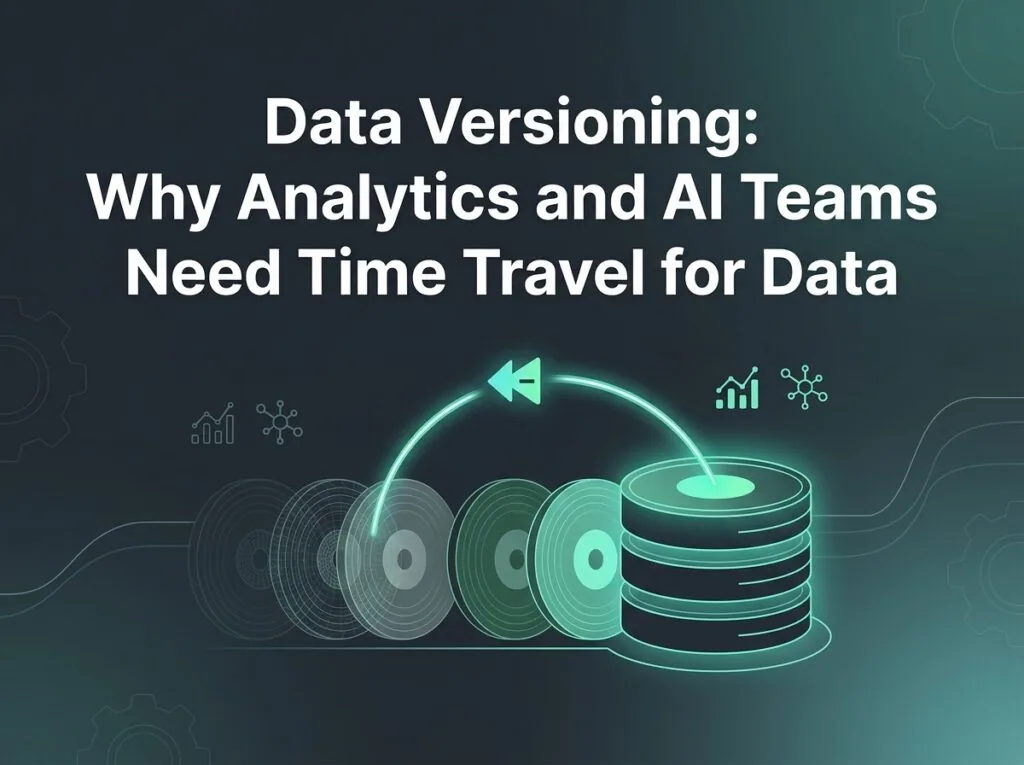 Data Versioning:
Why Analytics and AI Teams
Need Time Travel for Data